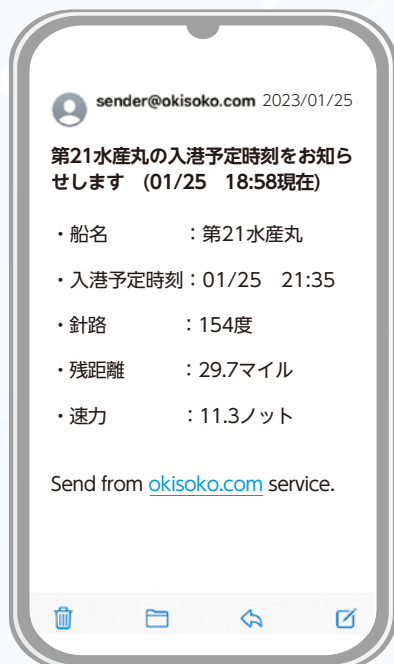 sender@okisoko.com 2023/01/25
第21水産丸の入港予定時刻をお知ら
せします (01/25 18:58現在)
・船名 :第21水産丸
・入港予定時刻:01/25 21:35
・針路 :154度
・残距離 :29.7マイル
・速力 :11.3ノット
Send from okisoko.com service.